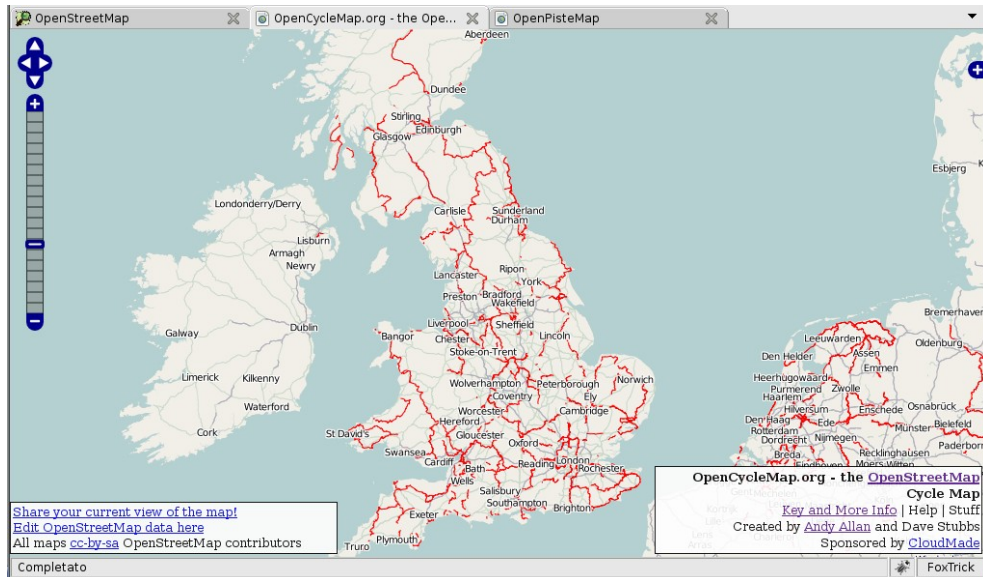 OpenStreetMap
OpenCycleMap.org - the Ope...
OpenPisteMap
Aberdeen
Dundee
Stirling
Edinburgh
Glasgow
Londonderry/Derry
Carlisle
Sunderland
Durham
Esbjerg
Lisburn
Armagh
Newry
Ripon
Lancaster
York
Preston
Bradford
Wakefield
Bremerhaven
Dublin
Galway
Liverpool
Sheffield
Bangor
Chester
Lincoln
Leeuwarden
Oldenburg
Stoke-on-Trent
Den Helder
Assen
Emmen
Limerick
Kilkenny
Wolverhampton
Peterborough
Norwich
Heerhugowaard
Coventry
Ely
Purmerend
Zwolle
Haarlem
Waterford
Worcester
Cambridge
Hilversum
Enschede
Osnabrück
Hereford
Den Haag
Ede
Cork
St David's
Gloucester
Oxford
Rotterdam
Nijmegen
Münster
Bielefeld
Dordrecht
Paderborn
Swansea
Cardiff
Bath
Reading
London
Rochester
Breda
Recklinghausen
Wells
Eindhoven
Moers
Witten
Salisbury
Southampton
Brighton
Exeter
Plymouth
Truro
OpenCycleMap.org - the OpenStreetMap
Cycle Map
Key and More Info | Help | Stuff
Created by Andy Allan and Dave Stubbs
Sponsored by CloudMade
Share your current view of the map!
Edit OpenStreetMap data here
All maps cc-by-sa OpenStreetMap contributors
Completato
FoxTrick